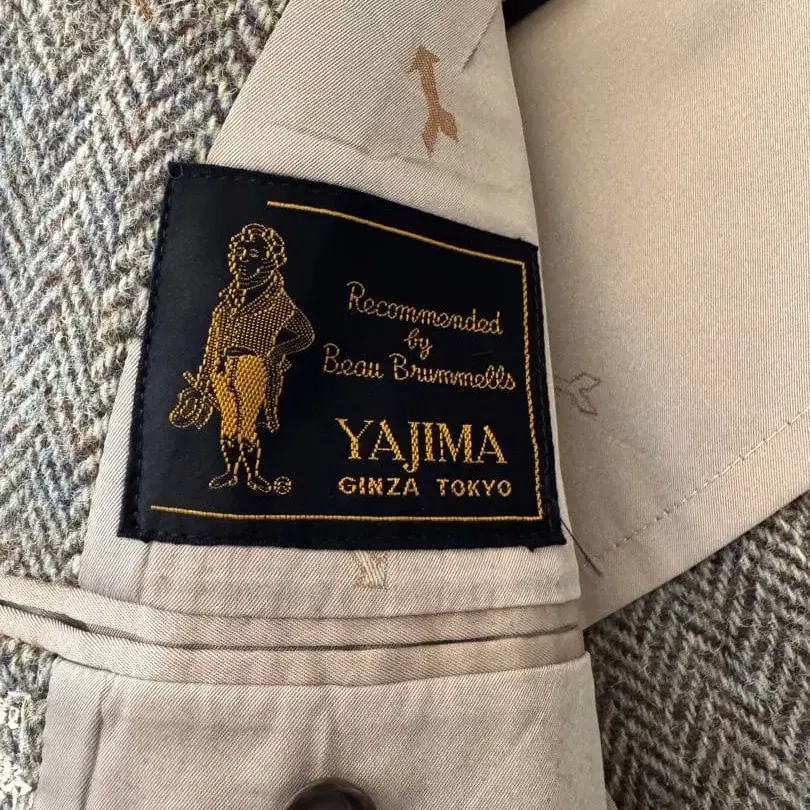 Recommended
by
Beau Brummells
YAJIMA
GINZA TOKYO